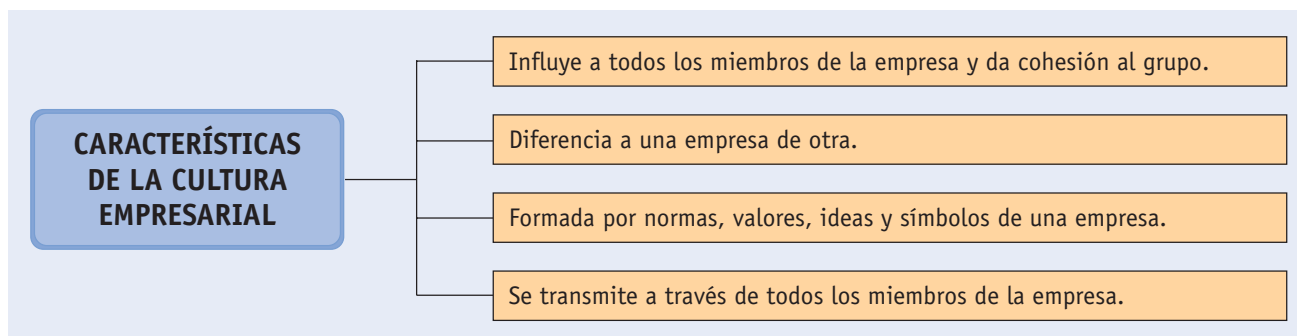 CARACTERÍSTICAS
DE LA CULTURA
EMPRESARIAL
Influye a todos los miembros de la empresa y da cohesión al grupo.
Diferencia a una empresa de otra.
Formada por normas, valores, ideas y símbolos de una empresa.
Se transmite a través de todos los miembros de la empresa.